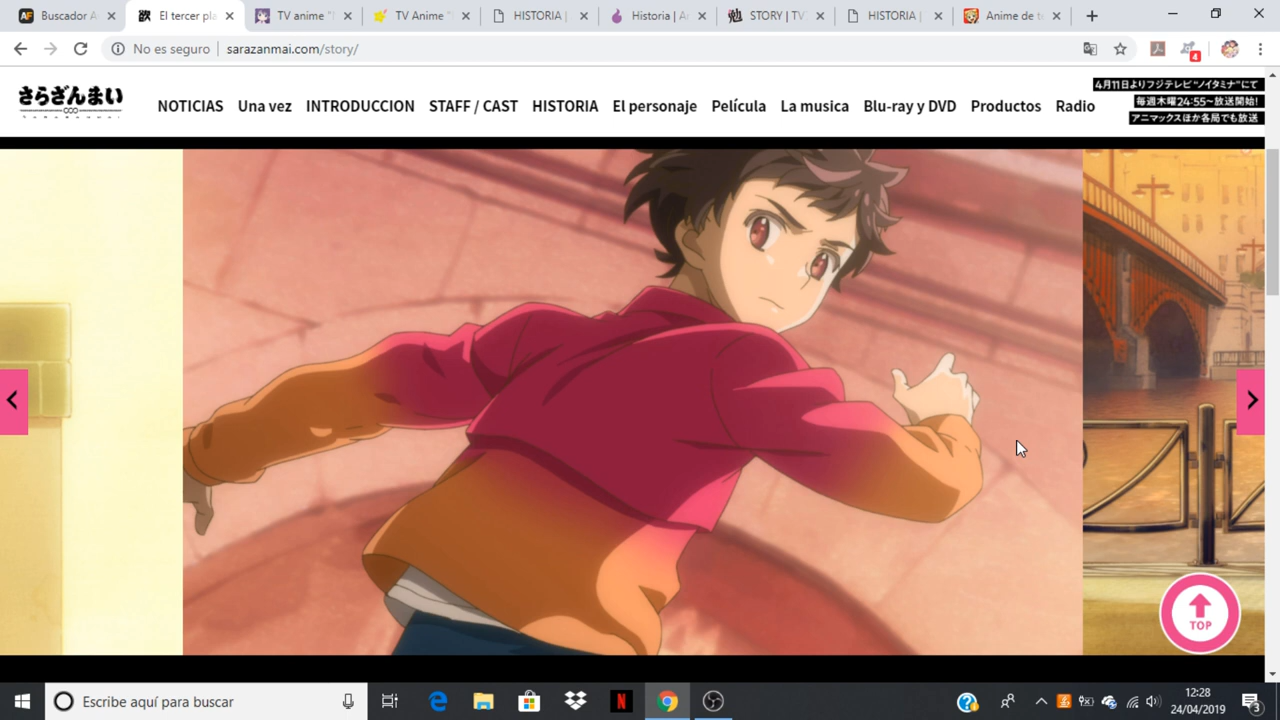 Buscador A
El tercer pla
TV anime "
TV Anime "
HISTORIA |
Historia | Ar
STORY | TV
HISTORIA |
Anime de t
No es seguro
sarazanmai.com/story/
4
さらざんまい
NOTICIAS
Una vez
INTRODUCCION
STAFF / CAST
HISTORIA
El personaje
Película
La musica
Blu-ray y DVD
Productos
Radio
4月11日よりフジテレビ"ノイタミナ"にて
毎週木曜24:55~放送開始!
アニマックスほか各局でも放送
TOP
Escribe aquí para buscar
12:28
24/04/2019
3